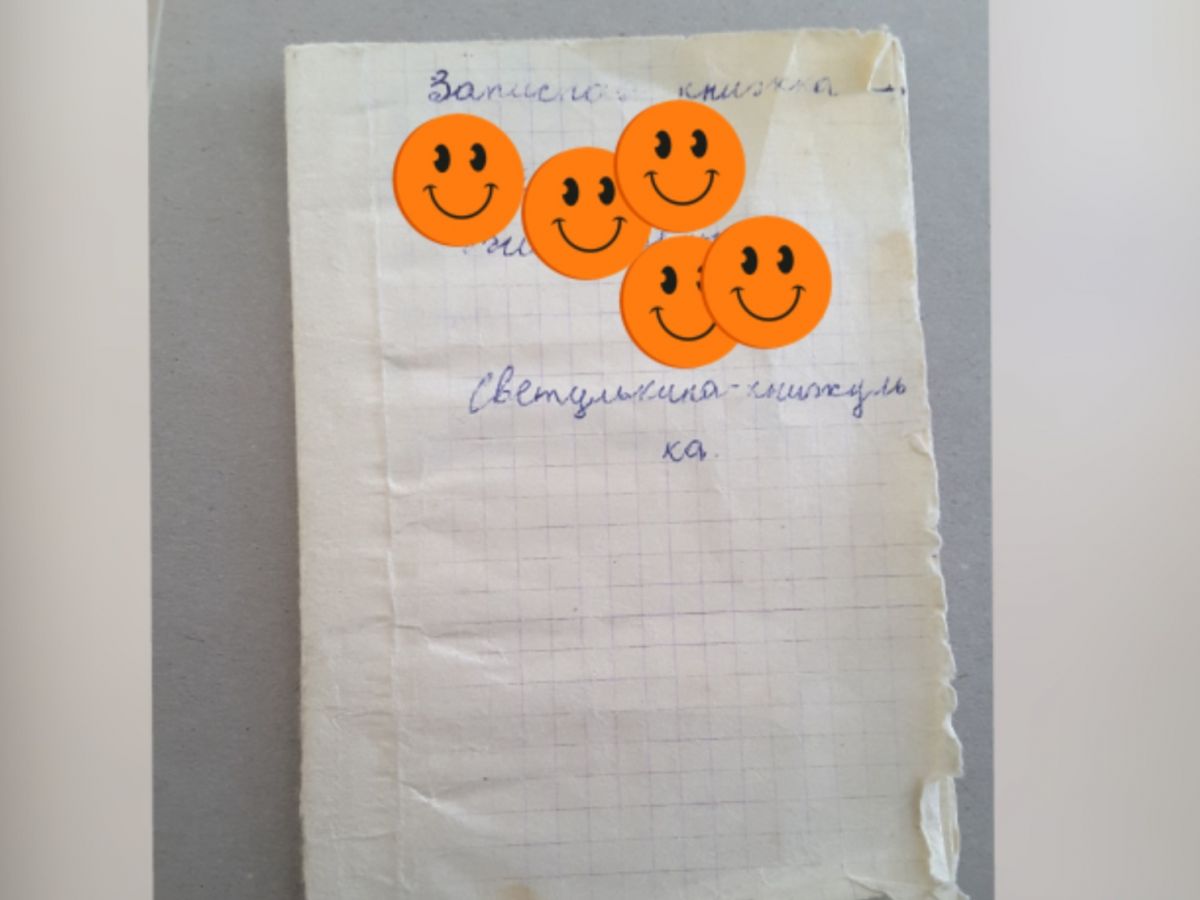 Записная книжка
Светулькина-книжуль
ка.